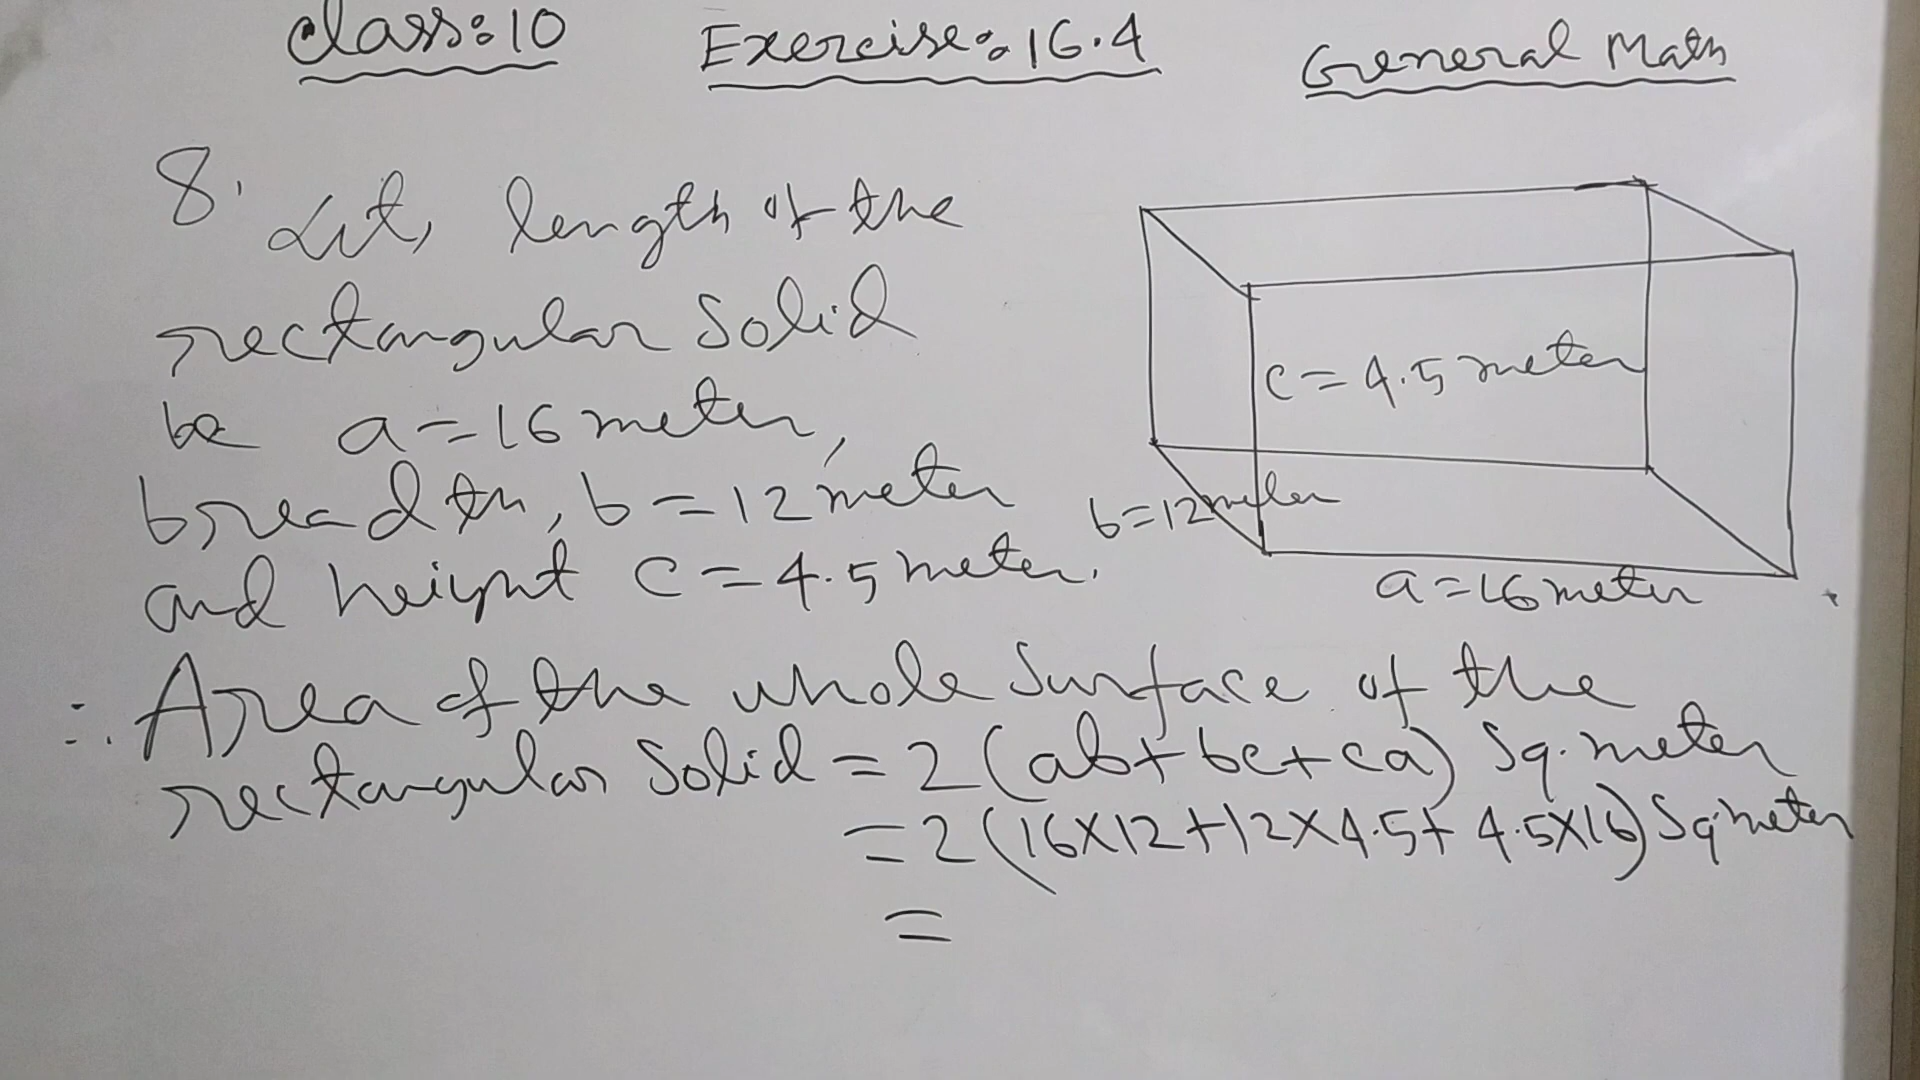 Class:10 Exercise:16.4 General Math
8. Let, length of the
rectangular solid
be a=16 meter,
breadth, b=12 meter
and height c=4.5 meter.
c=4.5 meter
b=12 meter
a=16 meter
∴ Area of the whole surface of the
rectangular solid = 2(ab+bc+ca) Sq. meter
=2(16×12+12×4.5+4.5×16) Sq. meter
=